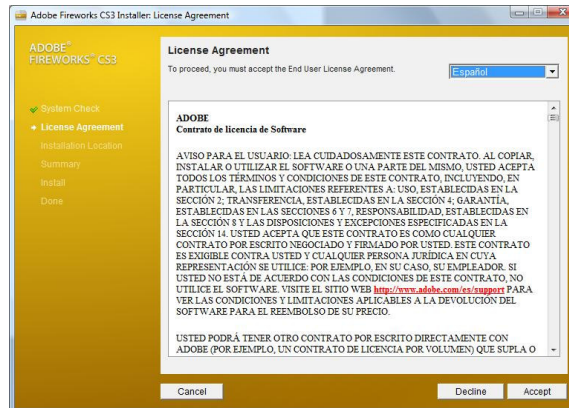 Adobe Fireworks CS3 Installer: License Agreement
ADOBE®
FIREWORKS® CS3
System Check
License Agreement
Installation Location
Summary
Install
Done
License Agreement
To proceed, you must accept the End User License Agreement.
Español
ADOBE
Contrato de licencia de Software
AVISO PARA EL USUARIO: LEA CUIDADOSAMENTE ESTE CONTRATO. AL COPIAR,
INSTALAR O UTILIZAR EL SOFTWARE O UNA PARTE DEL MISMO, USTED ACEPTA
TODOS LOS TÉRMINOS Y CONDICIONES DE ESTE CONTRATO, INCLUYENDO, EN
PARTICULAR, LAS LIMITACIONES REFERENTES A: USO, ESTABLECIDAS EN LA
SECCIÓN 2; TRANSFERENCIA, ESTABLECIDAS EN LA SECCIÓN 4; GARANTÍA,
ESTABLECIDAS EN LAS SECCIONES 6 Y 7, RESPONSABILIDAD, ESTABLECIDAS EN
LA SECCIÓN 8 Y LAS DISPOSICIONES Y EXCEPCIONES ESPECIFICADAS EN LA
SECCIÓN 14. USTED ACEPTA QUE ESTE CONTRATO ES COMO CUALQUIER
CONTRATO POR ESCRITO NEGOCIADO Y FIRMADO POR USTED. ESTE CONTRATO
ES EXIGIBLE CONTRA USTED Y CUALQUIER PERSONA JURÍDICA EN CUYA
REPRESENTACIÓN SE UTILICE: POR EJEMPLO, EN SU CASO, SU EMPLEADOR. SI
USTED NO ESTÁ DE ACUERDO CON LAS CONDICIONES DE ESTE CONTRATO, NO
UTILICE EL SOFTWARE. VISITE EL SITIO WEB http://www.adobe.com/es/support PARA
VER LAS CONDICIONES Y LIMITACIONES APLICABLES A LA DEVOLUCIÓN DEL
SOFTWARE PARA EL REEMBOLSO DE SU PRECIO.
USTED PODRÁ TENER OTRO CONTRATO POR ESCRITO DIRECTAMENTE CON
ADOBE (POR EJEMPLO, UN CONTRATO DE LICENCIA POR VOLUMEN) QUE SUPLA O
Cancel
Decline
Accept